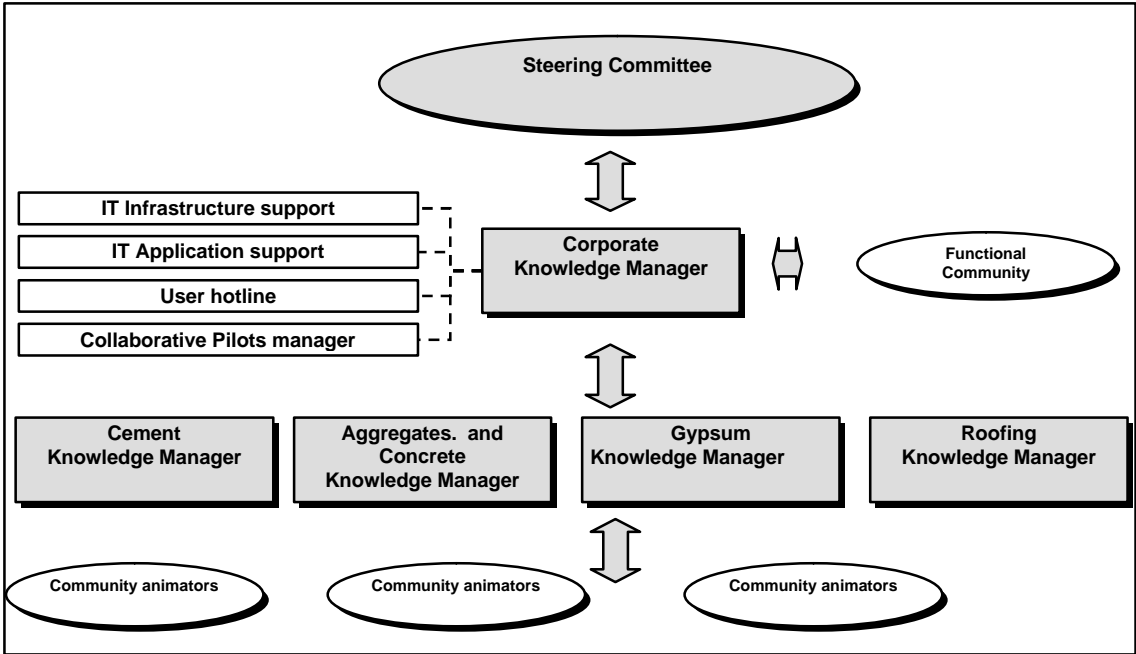 Steering Committee
IT Infrastructure support
IT Application support
User hotline
Collaborative Pilots manager
Corporate
Knowledge Manager
Functional
Community
Cement
Knowledge Manager
Aggregates. and
Concrete
Knowledge Manager
Gypsum
Knowledge Manager
Roofing
Knowledge Manager
Community animators
Community animators
Community animators